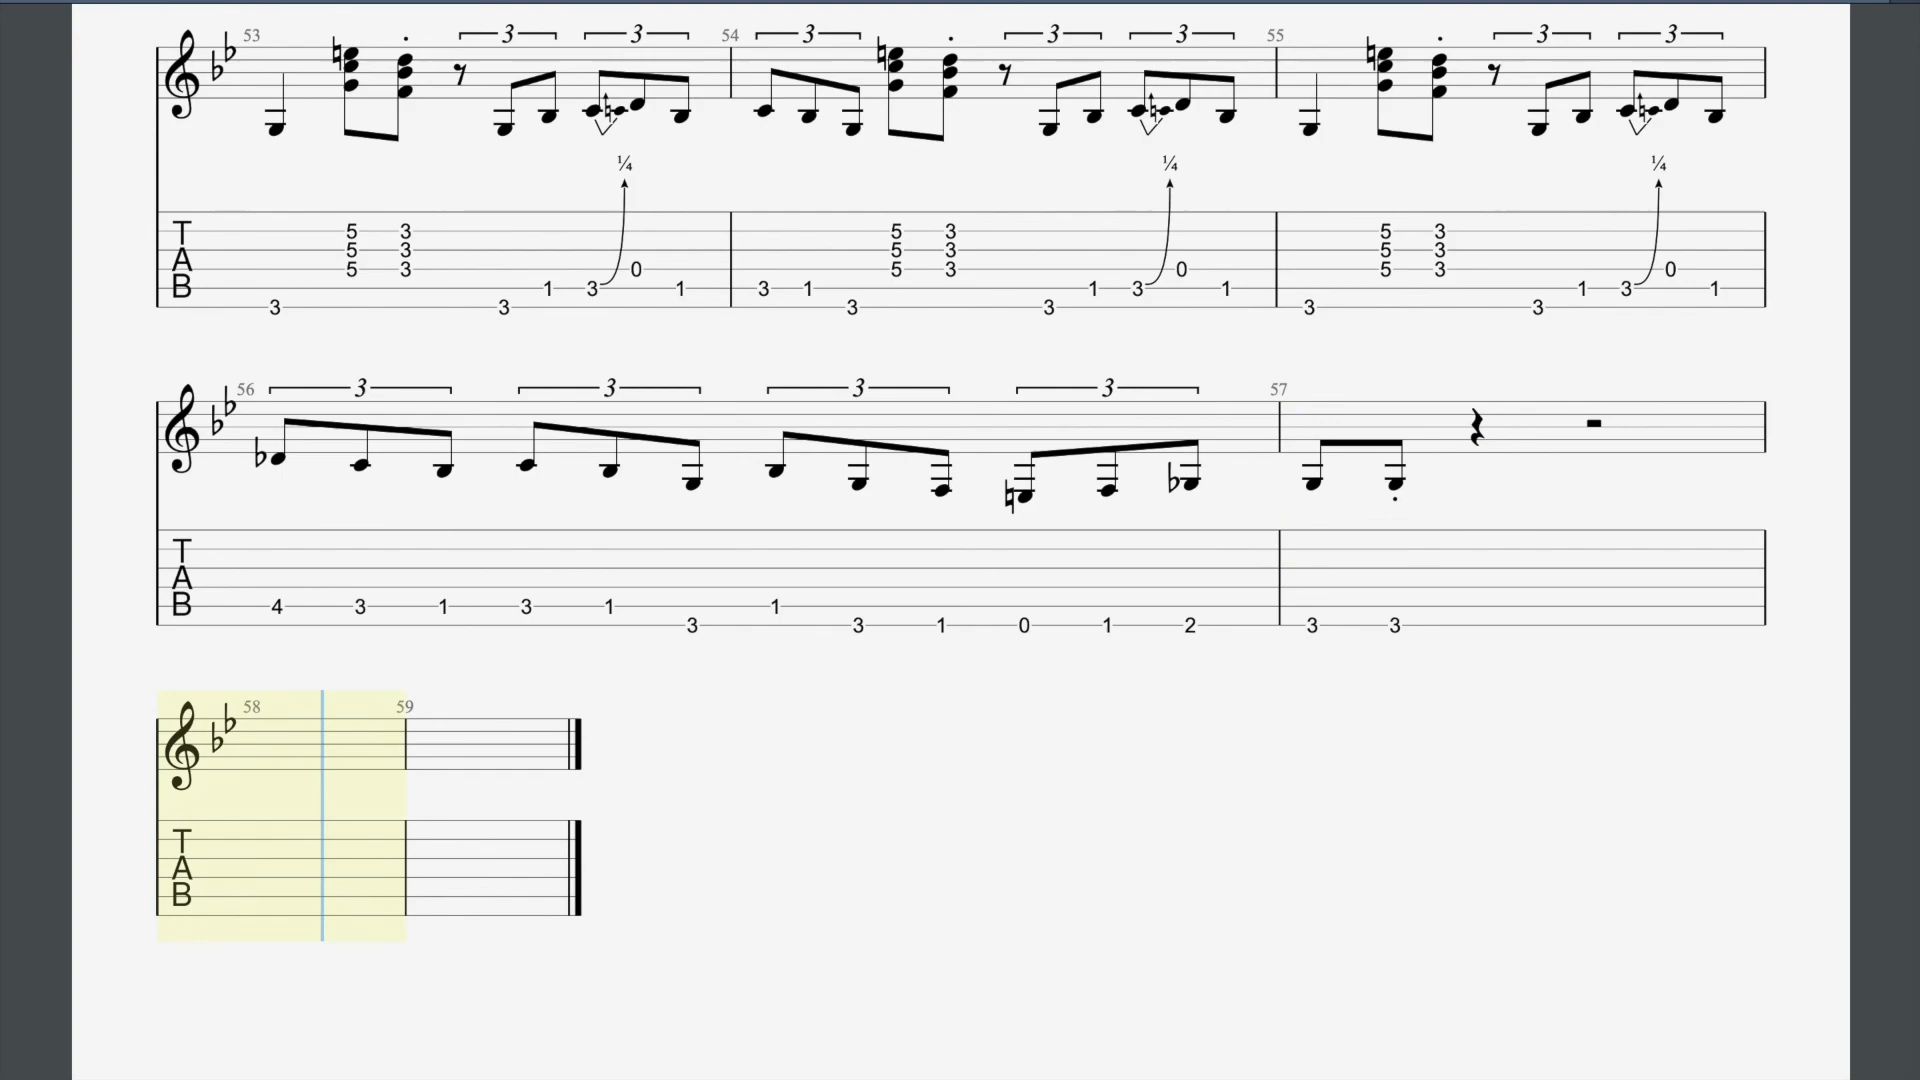 53 3 3 54 3 3 3 55 3 3
¼ ¼ ¼
T 5 3 5 3 5 3
A 5 3 5 3 5 3
5 3 0 5 3 0 5 3 0
B 1 3 1 3 1 1 3 1 1 3 1
3 3 3 3 3 3
56 3 3 3 3 57
T
A
B 4 3 1 3 1 1
3 3 1 0 1 2 3 3
58 59
T
A
B